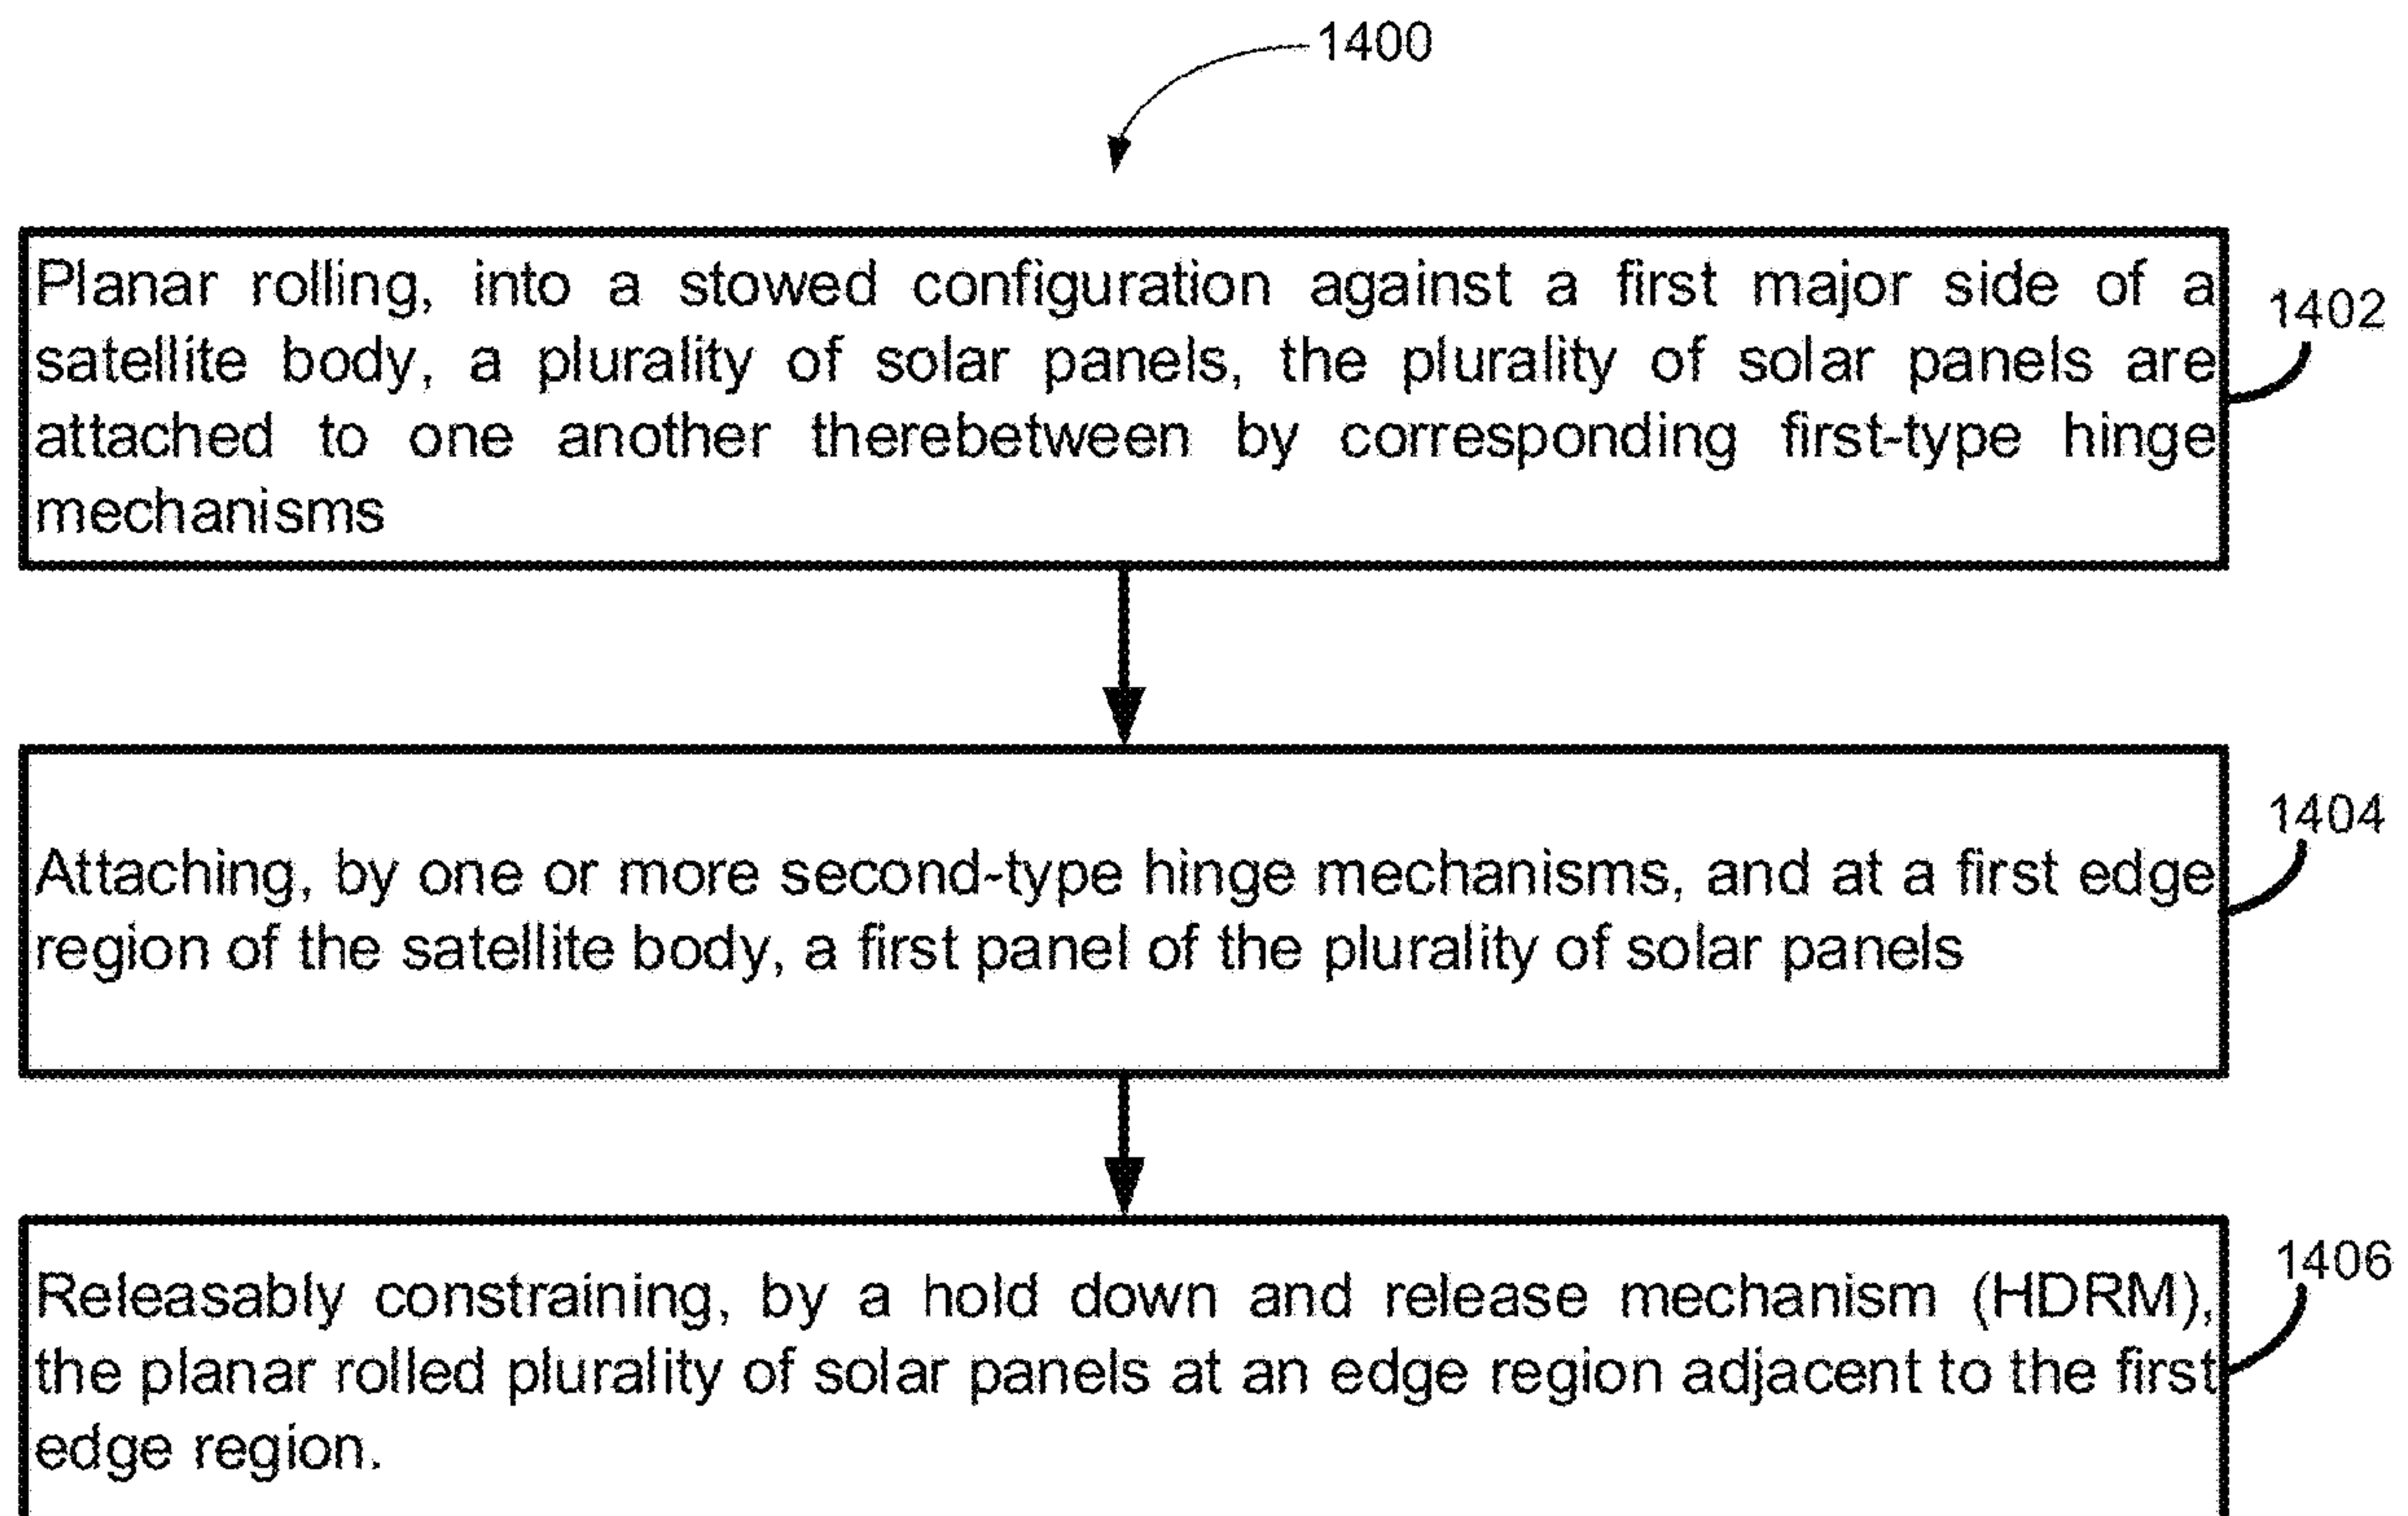 1400
Planar rolling, into a stowed configuration against a first major side of a
satellite body, a plurality of solar panels, the plurality of solar panels are
attached to one another therebetween by corresponding first-type hinge
mechanisms
1402
Attaching, by one or more second-type hinge mechanisms, and at a first edge
region of the satellite body, a first panel of the plurality of solar panels
1404
Releasably constraining, by a hold down and release mechanism (HDRM),
the planar rolled plurality of solar panels at an edge region adjacent to the first
edge region.
1406